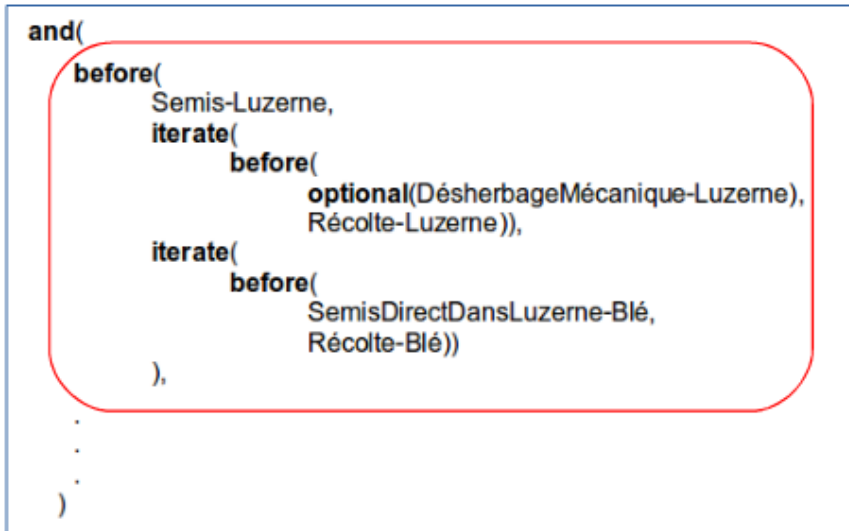 and(
before(
Semis-Luzerne,
iterate(
before(
optional(DésherbageMécanique-Luzerne),
Récolte-Luzerne)),
iterate(
before(
SemisDirectDansLuzerne-Blé,
Récolte-Blé))
),
.
.
.
)